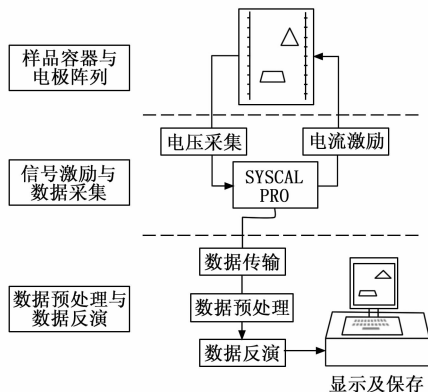 样品容器与
电极阵列
电压采集
电流激励
信号激励与
数据采集
SYSCAL
PRO
数据传输
数据预处理与
数据反演
数据预处理
数据反演
显示及保存